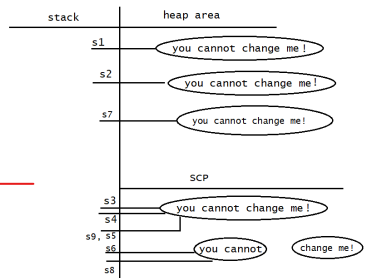 stack heap area
s1 you cannot change me!
s2 you cannot change me!
s7 you cannot change me!
SCP
s3 you cannot change me!
s4
s9, s5
s6 you cannot change me!
s8